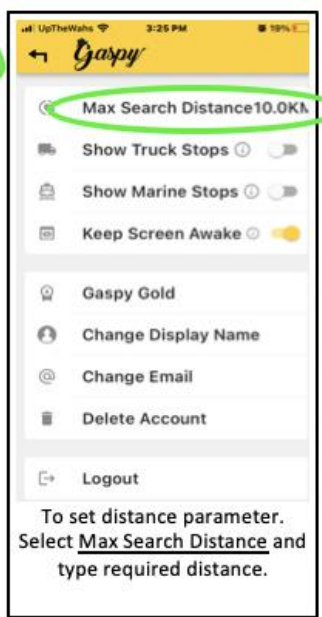 UpTheWahs 3:25 PM 19%
Gaspy
Max Search Distance10.0KM
Show Truck Stops
Show Marine Stops
Keep Screen Awake
Gaspy Gold
Change Display Name
Change Email
Delete Account
Logout
To set distance parameter.
Select Max Search Distance and
type required distance.